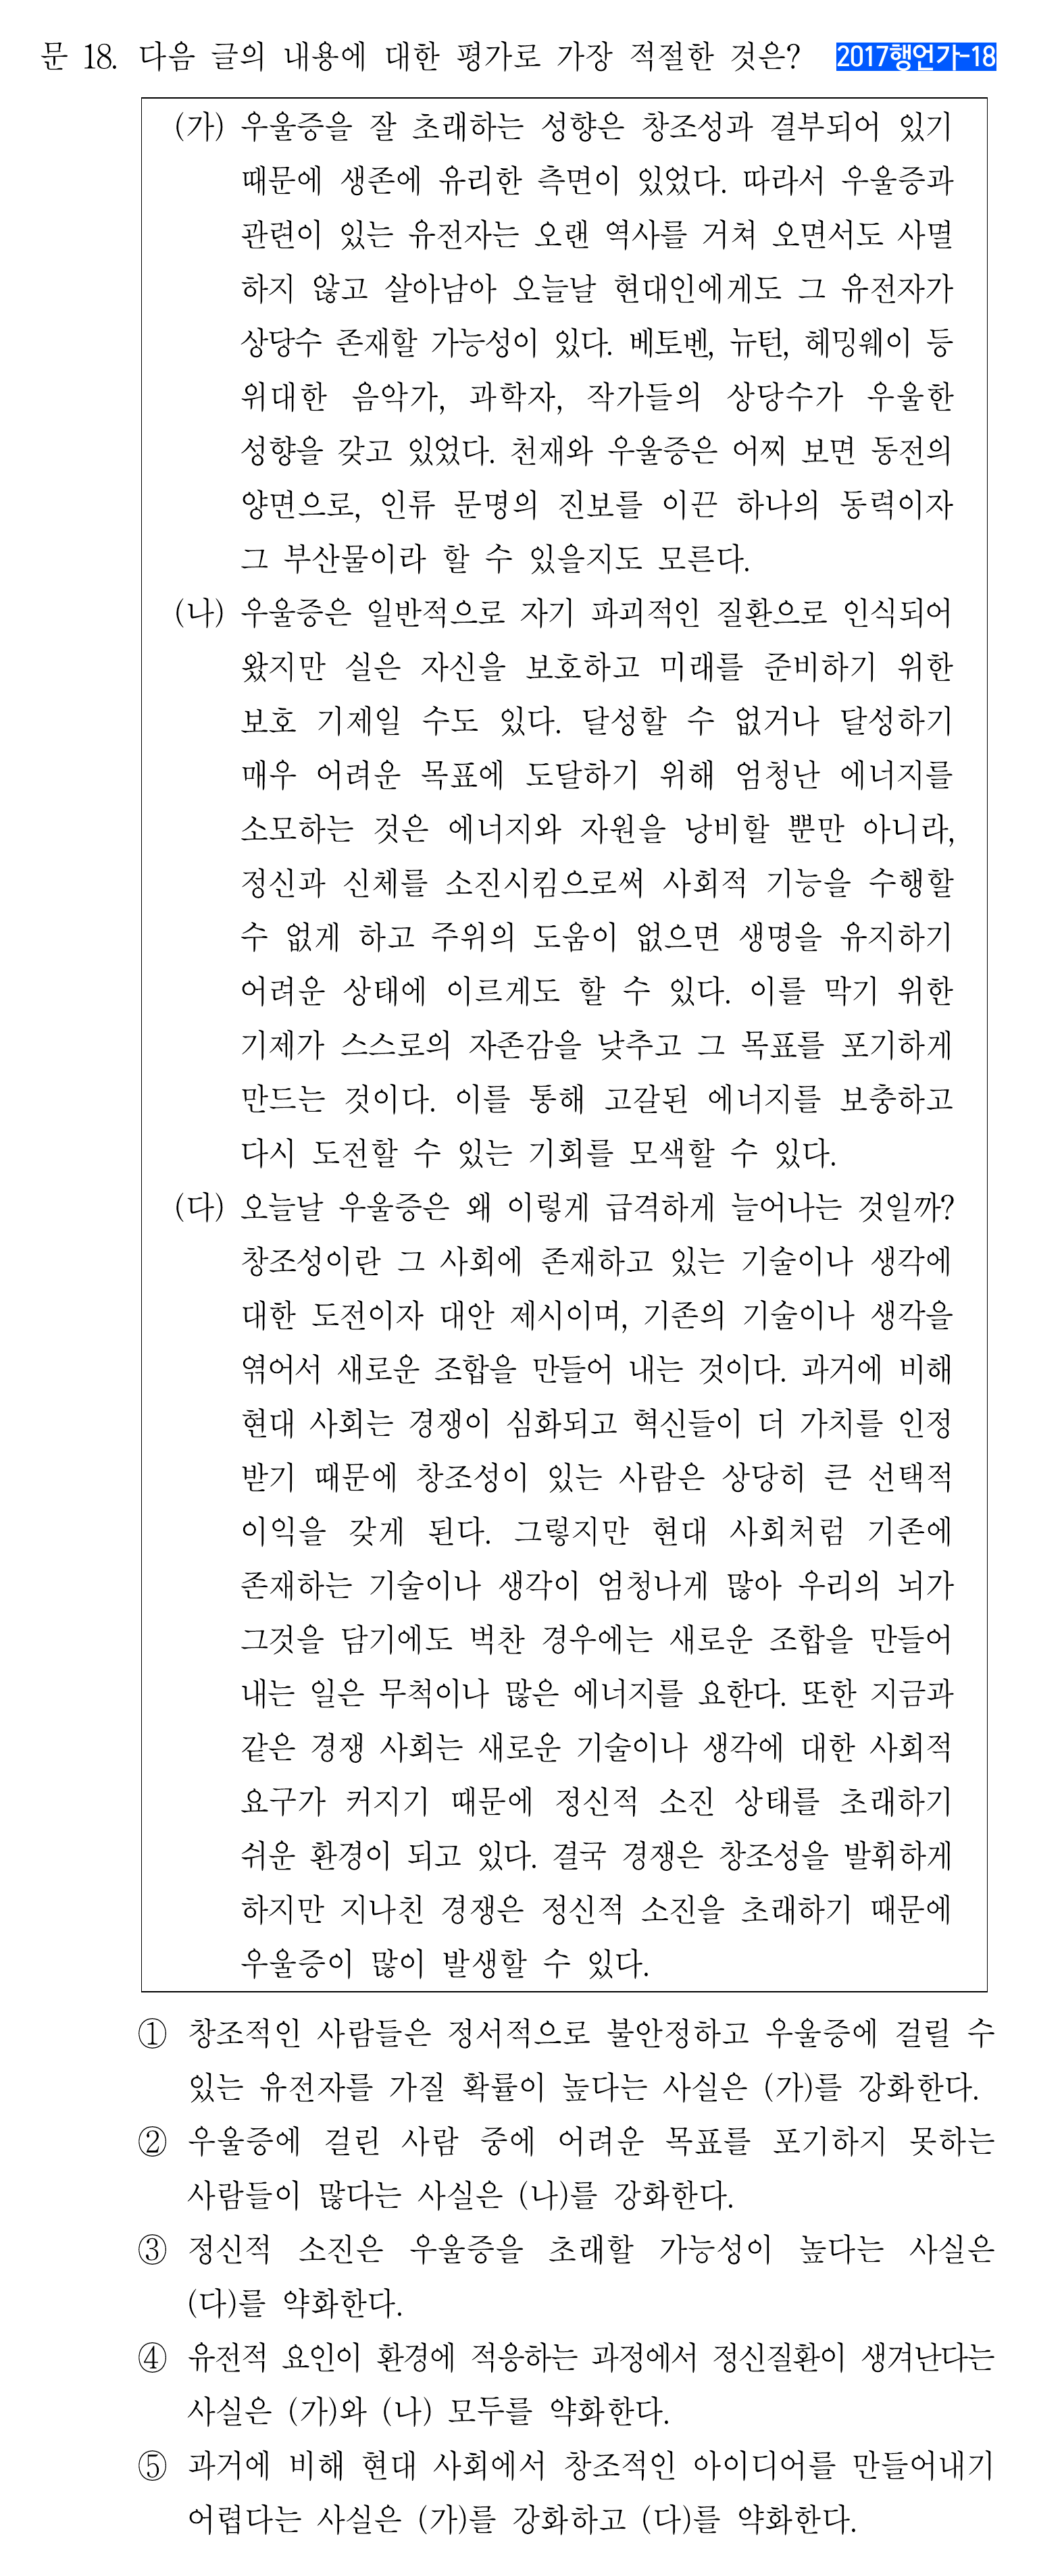 문 18. 다음 글의 내용에 대한 평가로 가장 적절한 것은? 2017행언가-18
(가) 우울증을 잘 초래하는 성향은 창조성과 결부되어 있기
때문에 생존에 유리한 측면이 있었다. 따라서 우울증과
관련이 있는 유전자는 오랜 역사를 거쳐 오면서도 사멸
하지 않고 살아남아 오늘날 현대인에게도 그 유전자가
상당수 존재할 가능성이 있다. 베토벤, 뉴턴, 헤밍웨이 등
위대한 음악가, 과학자, 작가들의 상당수가 우울한
성향을 갖고 있었다. 천재와 우울증은 어찌 보면 동전의
양면으로, 인류 문명의 진보를 이끈 하나의 동력이자
그 부산물이라 할 수 있을지도 모른다.
(나) 우울증은 일반적으로 자기 파괴적인 질환으로 인식되어
왔지만 실은 자신을 보호하고 미래를 준비하기 위한
보호 기제일 수도 있다. 달성할 수 없거나 달성하기
매우 어려운 목표에 도달하기 위해 엄청난 에너지를
소모하는 것은 에너지와 자원을 낭비할 뿐만 아니라,
정신과 신체를 소진시킴으로써 사회적 기능을 수행할
수 없게 하고 주위의 도움이 없으면 생명을 유지하기
어려운 상태에 이르게도 할 수 있다. 이를 막기 위한
기제가 스스로의 자존감을 낮추고 그 목표를 포기하게
만드는 것이다. 이를 통해 고갈된 에너지를 보충하고
다시 도전할 수 있는 기회를 모색할 수 있다.
(다) 오늘날 우울증은 왜 이렇게 급격하게 늘어나는 것일까?
창조성이란 그 사회에 존재하고 있는 기술이나 생각에
대한 도전이자 대안 제시이며, 기존의 기술이나 생각을
엮어서 새로운 조합을 만들어 내는 것이다. 과거에 비해
현대 사회는 경쟁이 심화되고 혁신들이 더 가치를 인정
받기 때문에 창조성이 있는 사람은 상당히 큰 선택적
이익을 갖게 된다. 그렇지만 현대 사회처럼 기존에
존재하는 기술이나 생각이 엄청나게 많아 우리의 뇌가
그것을 담기에도 벅찬 경우에는 새로운 조합을 만들어
내는 일은 무척이나 많은 에너지를 요한다. 또한 지금과
같은 경쟁 사회는 새로운 기술이나 생각에 대한 사회적
요구가 커지기 때문에 정신적 소진 상태를 초래하기
쉬운 환경이 되고 있다. 결국 경쟁은 창조성을 발휘하게
하지만 지나친 경쟁은 정신적 소진을 초래하기 때문에
우울증이 많이 발생할 수 있다.
① 창조적인 사람들은 정서적으로 불안정하고 우울증에 걸릴 수
있는 유전자를 가질 확률이 높다는 사실은 (가)를 강화한다.
② 우울증에 걸린 사람 중에 어려운 목표를 포기하지 못하는
사람들이 많다는 사실은 (나)를 강화한다.
③ 정신적 소진은 우울증을 초래할 가능성이 높다는 사실은
(다)를 약화한다.
④ 유전적 요인이 환경에 적응하는 과정에서 정신질환이 생겨난다는
사실은 (가)와 (나) 모두를 약화한다.
⑤ 과거에 비해 현대 사회에서 창조적인 아이디어를 만들어내기
어렵다는 사실은 (가)를 강화하고 (다)를 약화한다.